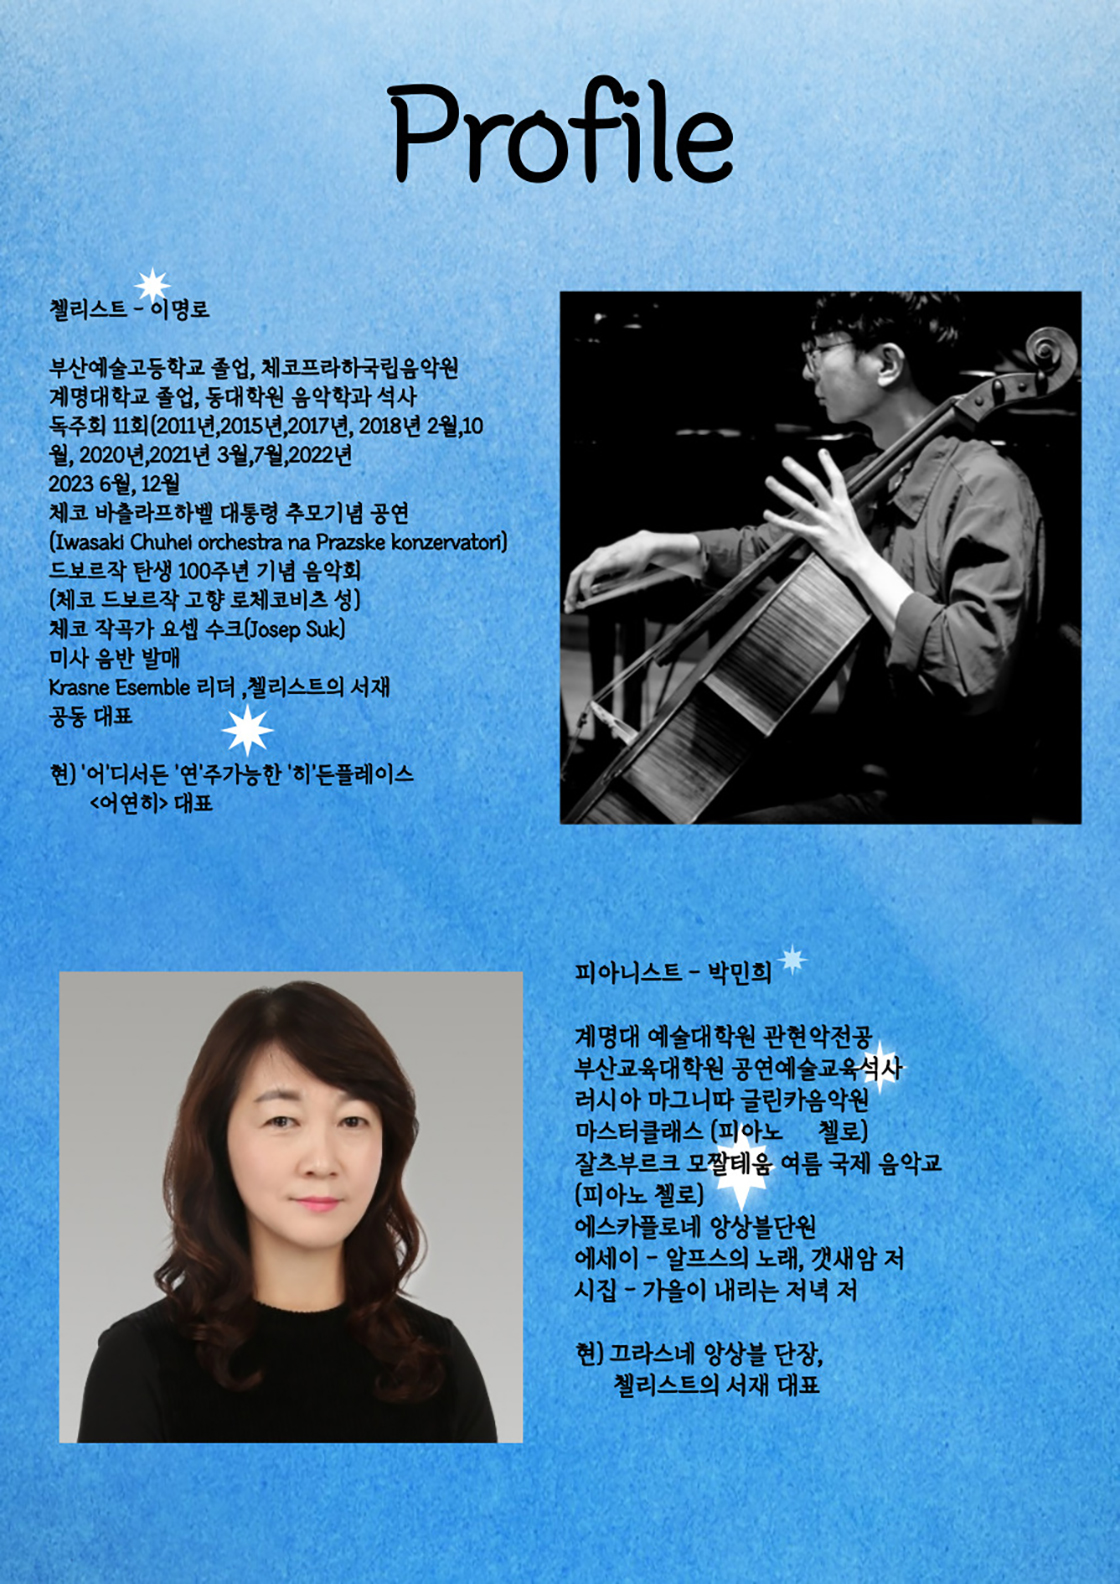 Profile
첼리스트 - 이명로
부산예술고등학교 졸업, 체코프라하국립음악원
계명대학교 졸업, 동대학원 음악학과 석사
독주회 11회(2011년,2015년,2017년, 2018년 2월,10
월, 2020년,2021년 3월,7월,2022년
2023 6월, 12월
체코 바츨라프하벨 대통령 추모기념 공연
(Iwasaki Chuhei orchestra na Prazske konzervatori)
드보르작 탄생 100주년 기념 음악회
(체코 드보르작 고향 로체코비츠 성)
체코 작곡가 요셉 수크(Josep Suk)
미사 음반 발매
Krasne Esemble 리더 ,첼리스트의 서재
공동 대표
현) '어'디서든 '연'주가능한 '히'든플레이스
<어연히> 대표
피아니스트 - 박민희
계명대 예술대학원 관현악전공
부산교육대학원 공연예술교육석사
러시아 마그니따 글린카음악원
마스터클래스 (피아노 첼로)
잘츠부르크 모짤테움 여름 국제 음악교
(피아노 첼로)
에스카플로네 앙상블단원
에세이 - 알프스의 노래, 갯새암 저
시집 - 가을이 내리는 저녁 저
현) 끄라스네 앙상블 단장,
첼리스트의 서재 대표